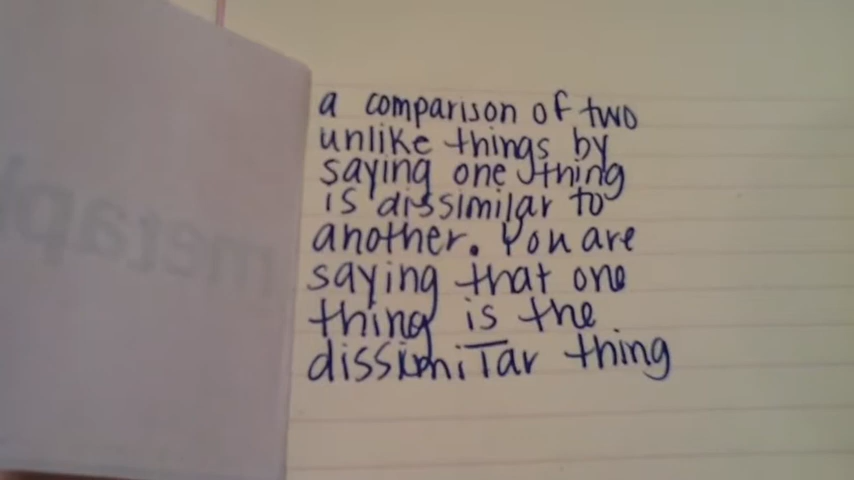 a comparison of two
unlike things by
saying one thing
is dissimilar to
another. You are
saying that one
thing is the
dissimilar thing
metaph